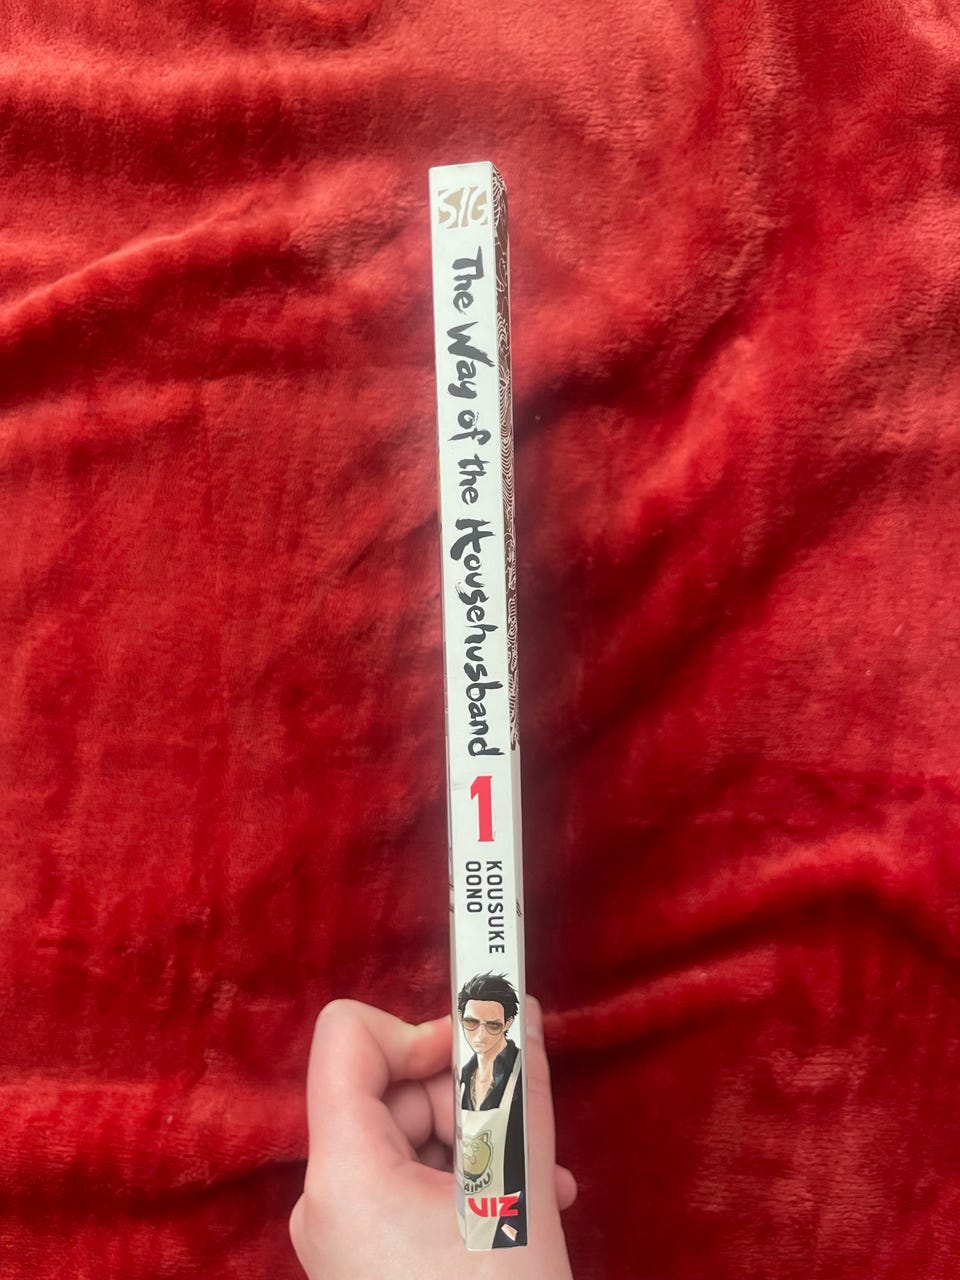 SIG
The Way of the Househusband
1
KOUSUKE
OONO
VIZ